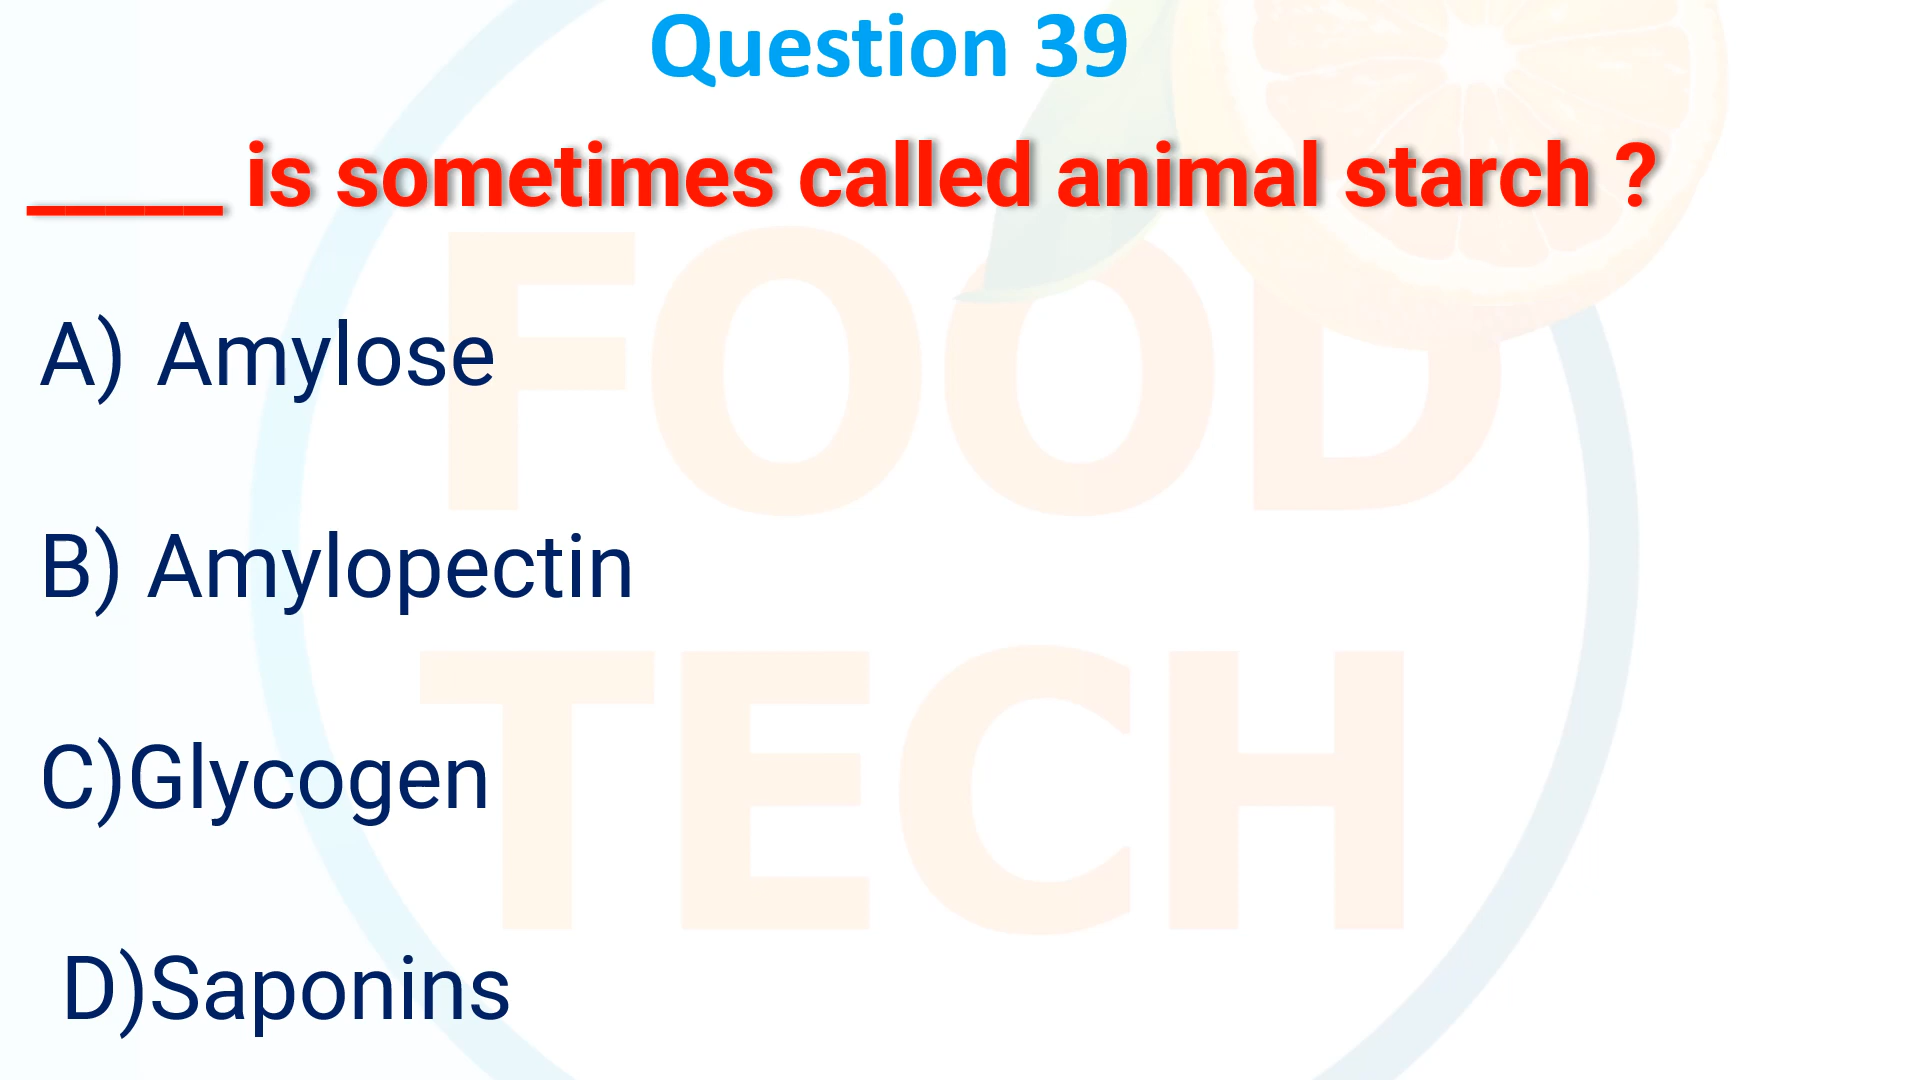 Question 39
_____ is sometimes called animal starch ?
A) Amylose
B) Amylopectin
C)Glycogen
D)Saponins
FOOD
TECH